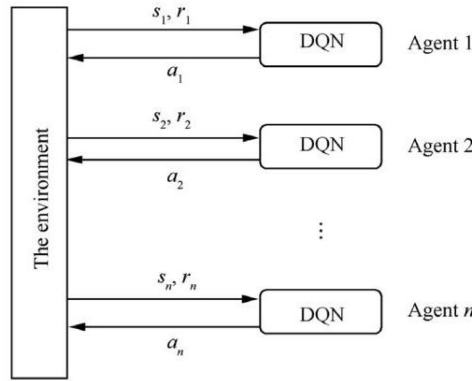 s₁, r₁
DQN
Agent 1
a₁
s₂, r₂
DQN
Agent 2
a₂
The environment
⋮
sₙ, rₙ
DQN
Agent n
aₙ